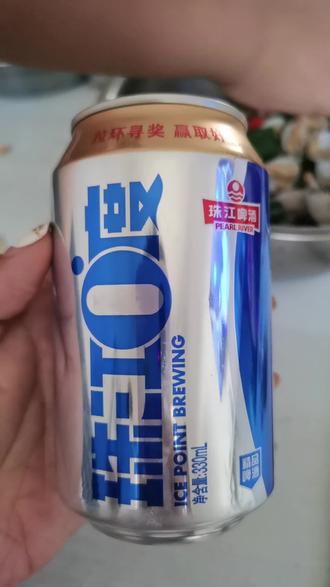 拉环寻奖 赢取好
珠江啤酒
PEARL RIVER
珠江0度
ICE POINT BREWING
净含量:330mL
精品
啤酒